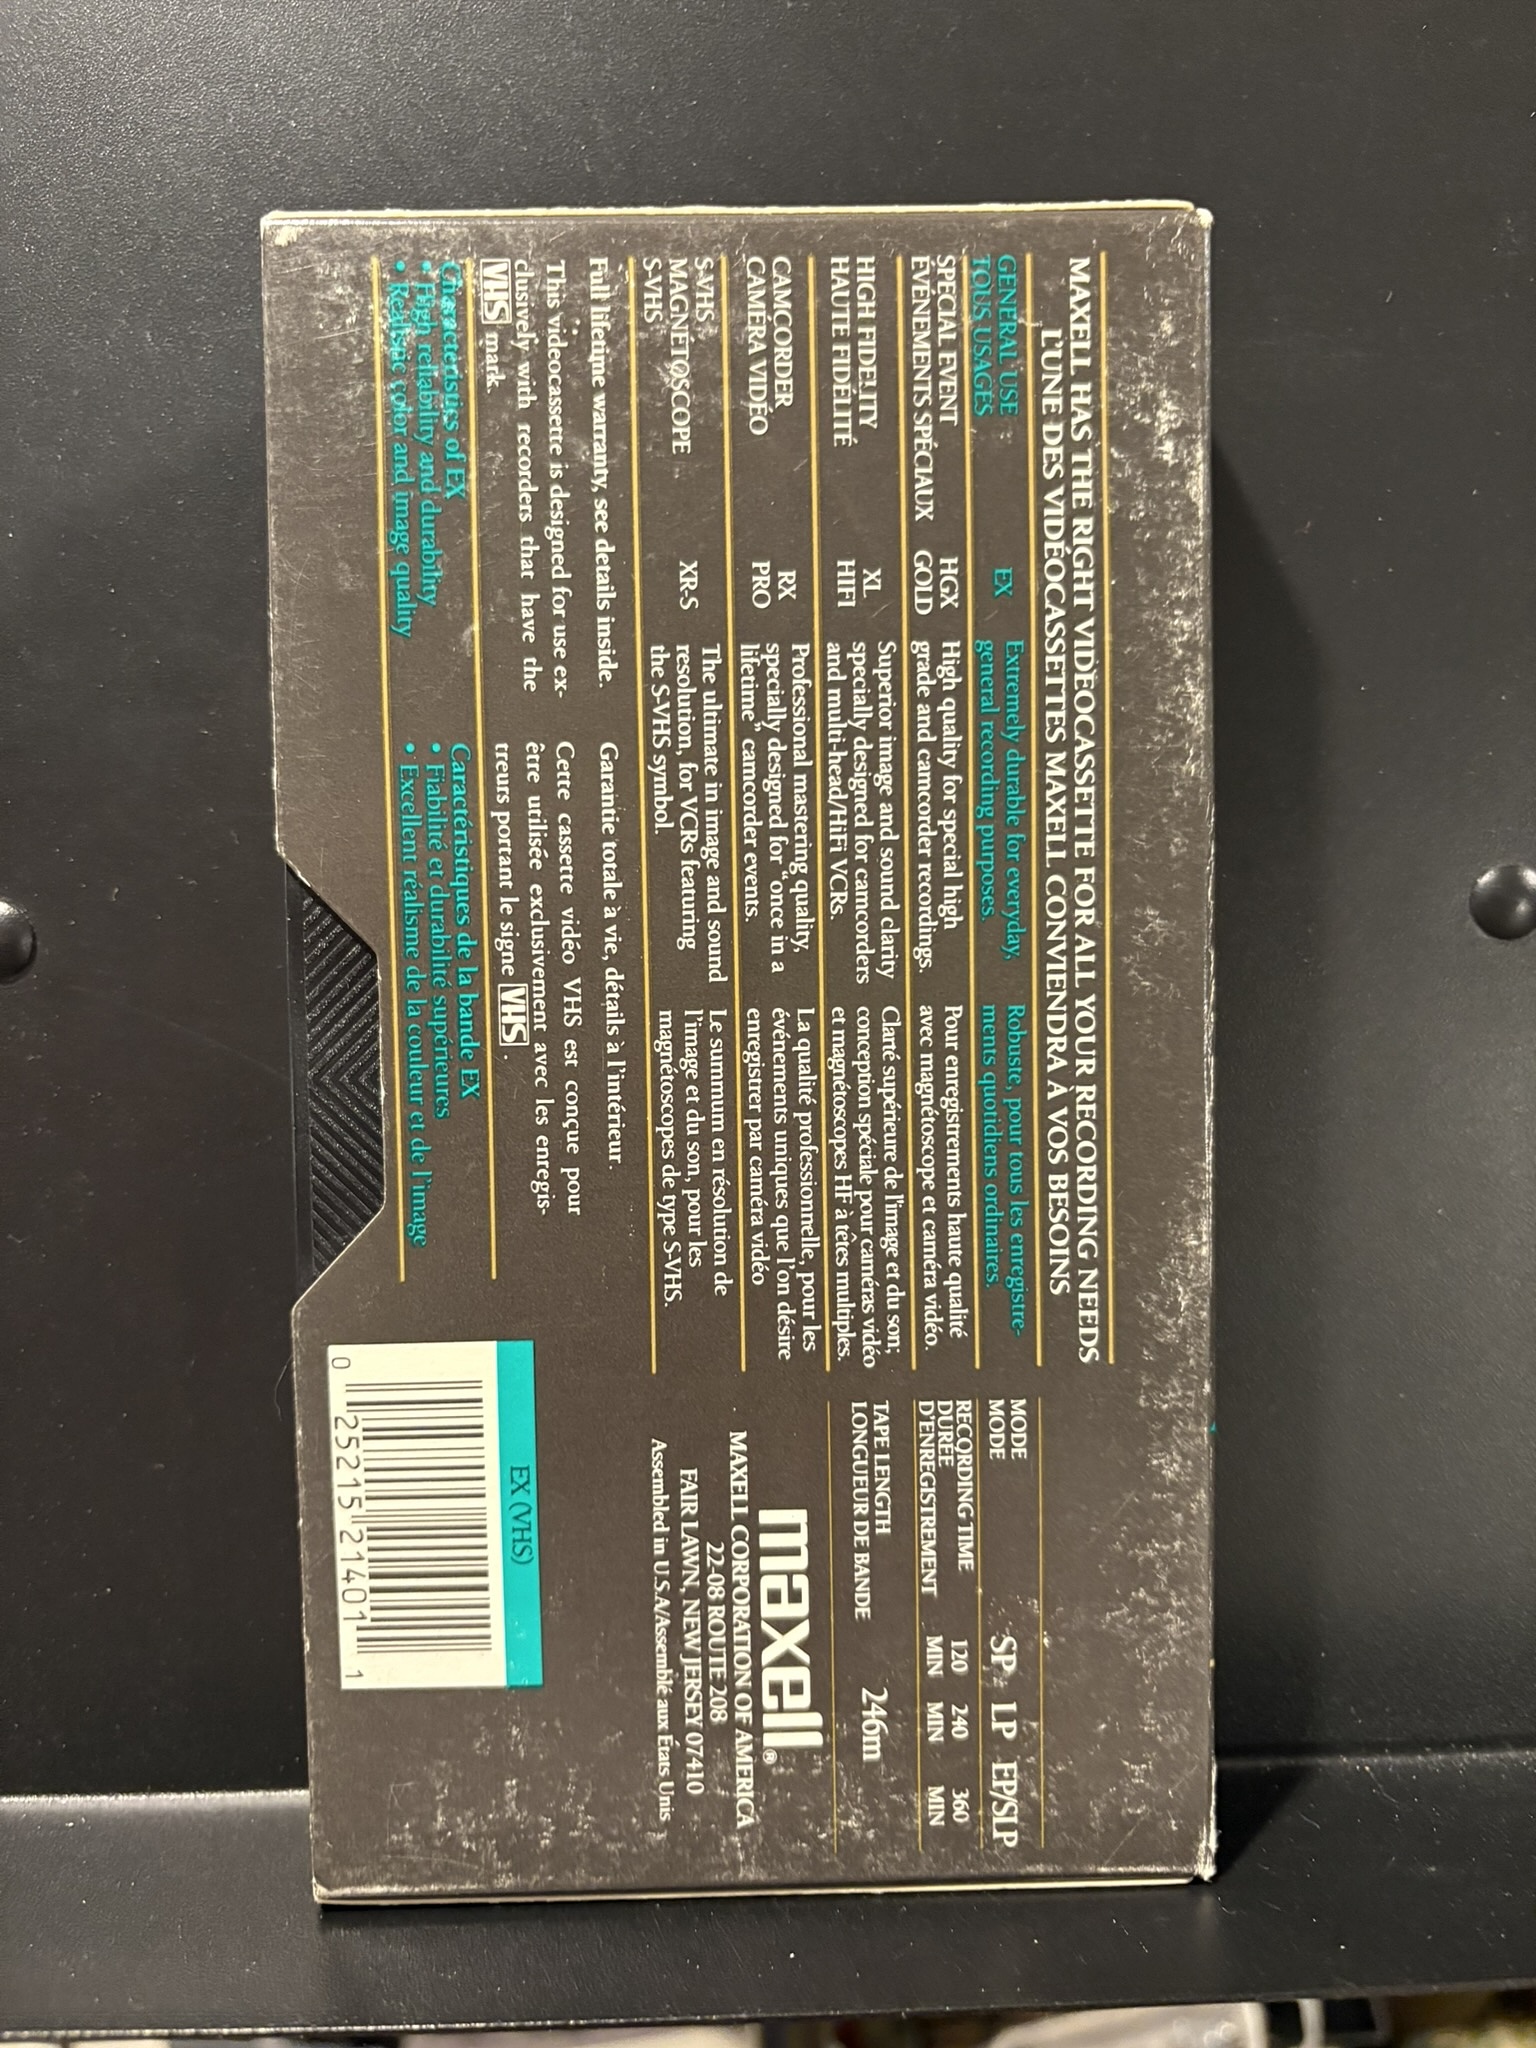 MAXELL HAS THE RIGHT VIDEOCASSETTE FOR ALL YOUR RECORDING NEEDS
L'UNE DES VIDÉOCASSETTES MAXELL CONVIENDRA À VOS BESOINS
GENERAL USE
TOUS USAGES
EX
Extremely durable for everyday,
general recording purposes.
Robuste, pour tous les enregistre-
ments quotidiens ordinaires.
SPECIAL EVENT
ÉVÉNEMENTS SPÉCIAUX
HGX
GOLD
High quality for special high
grade and camcorder recordings.
Pour enregistrements haute qualité
avec magnétoscope et caméra vidéo.
HIGH FIDELITY
HAUTE FIDÉLITÉ
XL
HIFI
Superior image and sound clarity
specially designed for camcorders
and multi-head/HiFi VCRs.
Clarté supérieure de l'image et du son;
conception spéciale pour caméras vidéo
et magnétoscopes HF à têtes multiples.
CAMCORDER
CAMÉRA VIDÉO
RX
PRO
Professional mastering quality,
specially designed for "once in a
lifetime" camcorder events.
La qualité professionnelle, pour les
événements uniques que l'on désire
enregistrer par caméra vidéo
S-VHS
MAGNÉTOSCOPE
S-VHS
XR-S
The ultimate in image and sound
resolution, for VCRs featuring
the S-VHS symbol.
Le summum en résolution de
l'image et du son, pour les
magnétoscopes de type S-VHS.
Full lifetime warranty, see details inside.
This videocassette is designed for use ex-
clusively with recorders that have the
VHS mark.
Garantie totale à vie, détails à l'intérieur.
Cette cassette vidéo VHS est conçue pour
être utilisée exclusivement avec les enregis-
treurs portant le signe VHS.
Characteristics of EX
• High reliability and durability
• Realistic color and image quality
Caractéristiques de la bande EX
• Fiabilité et durabilité supérieures
• Excellent réalisme de la couleur et de l'image
MODE
MODE
SP LP EP/SLP
RECORDING TIME
DURÉE
D'ENREGISTREMENT
120 240 360
MIN MIN MIN
TAPE LENGTH
LONGUEUR DE BANDE
246m
maxell®
MAXELL CORPORATION OF AMERICA
22-08 ROUTE 208
FAIR LAWN, NEW JERSEY 07410
Assembled in U.S.A/Assemblé aux États Unis
EX (VHS)
0 25215 21401 1